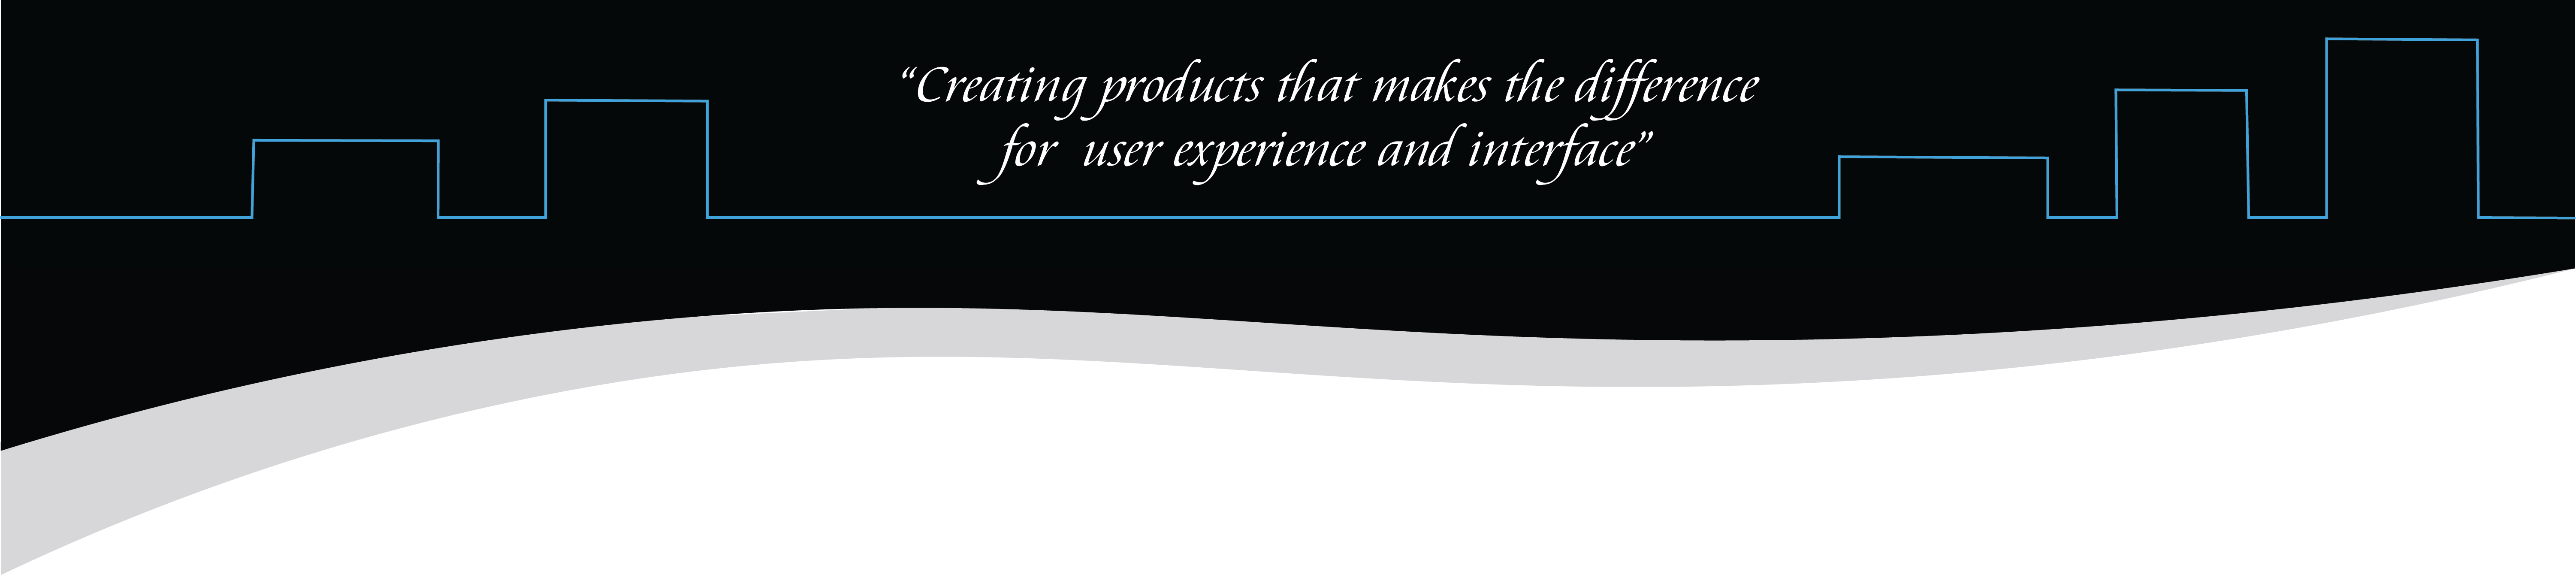 “Creating products that makes the difference
for  user experience and interface”